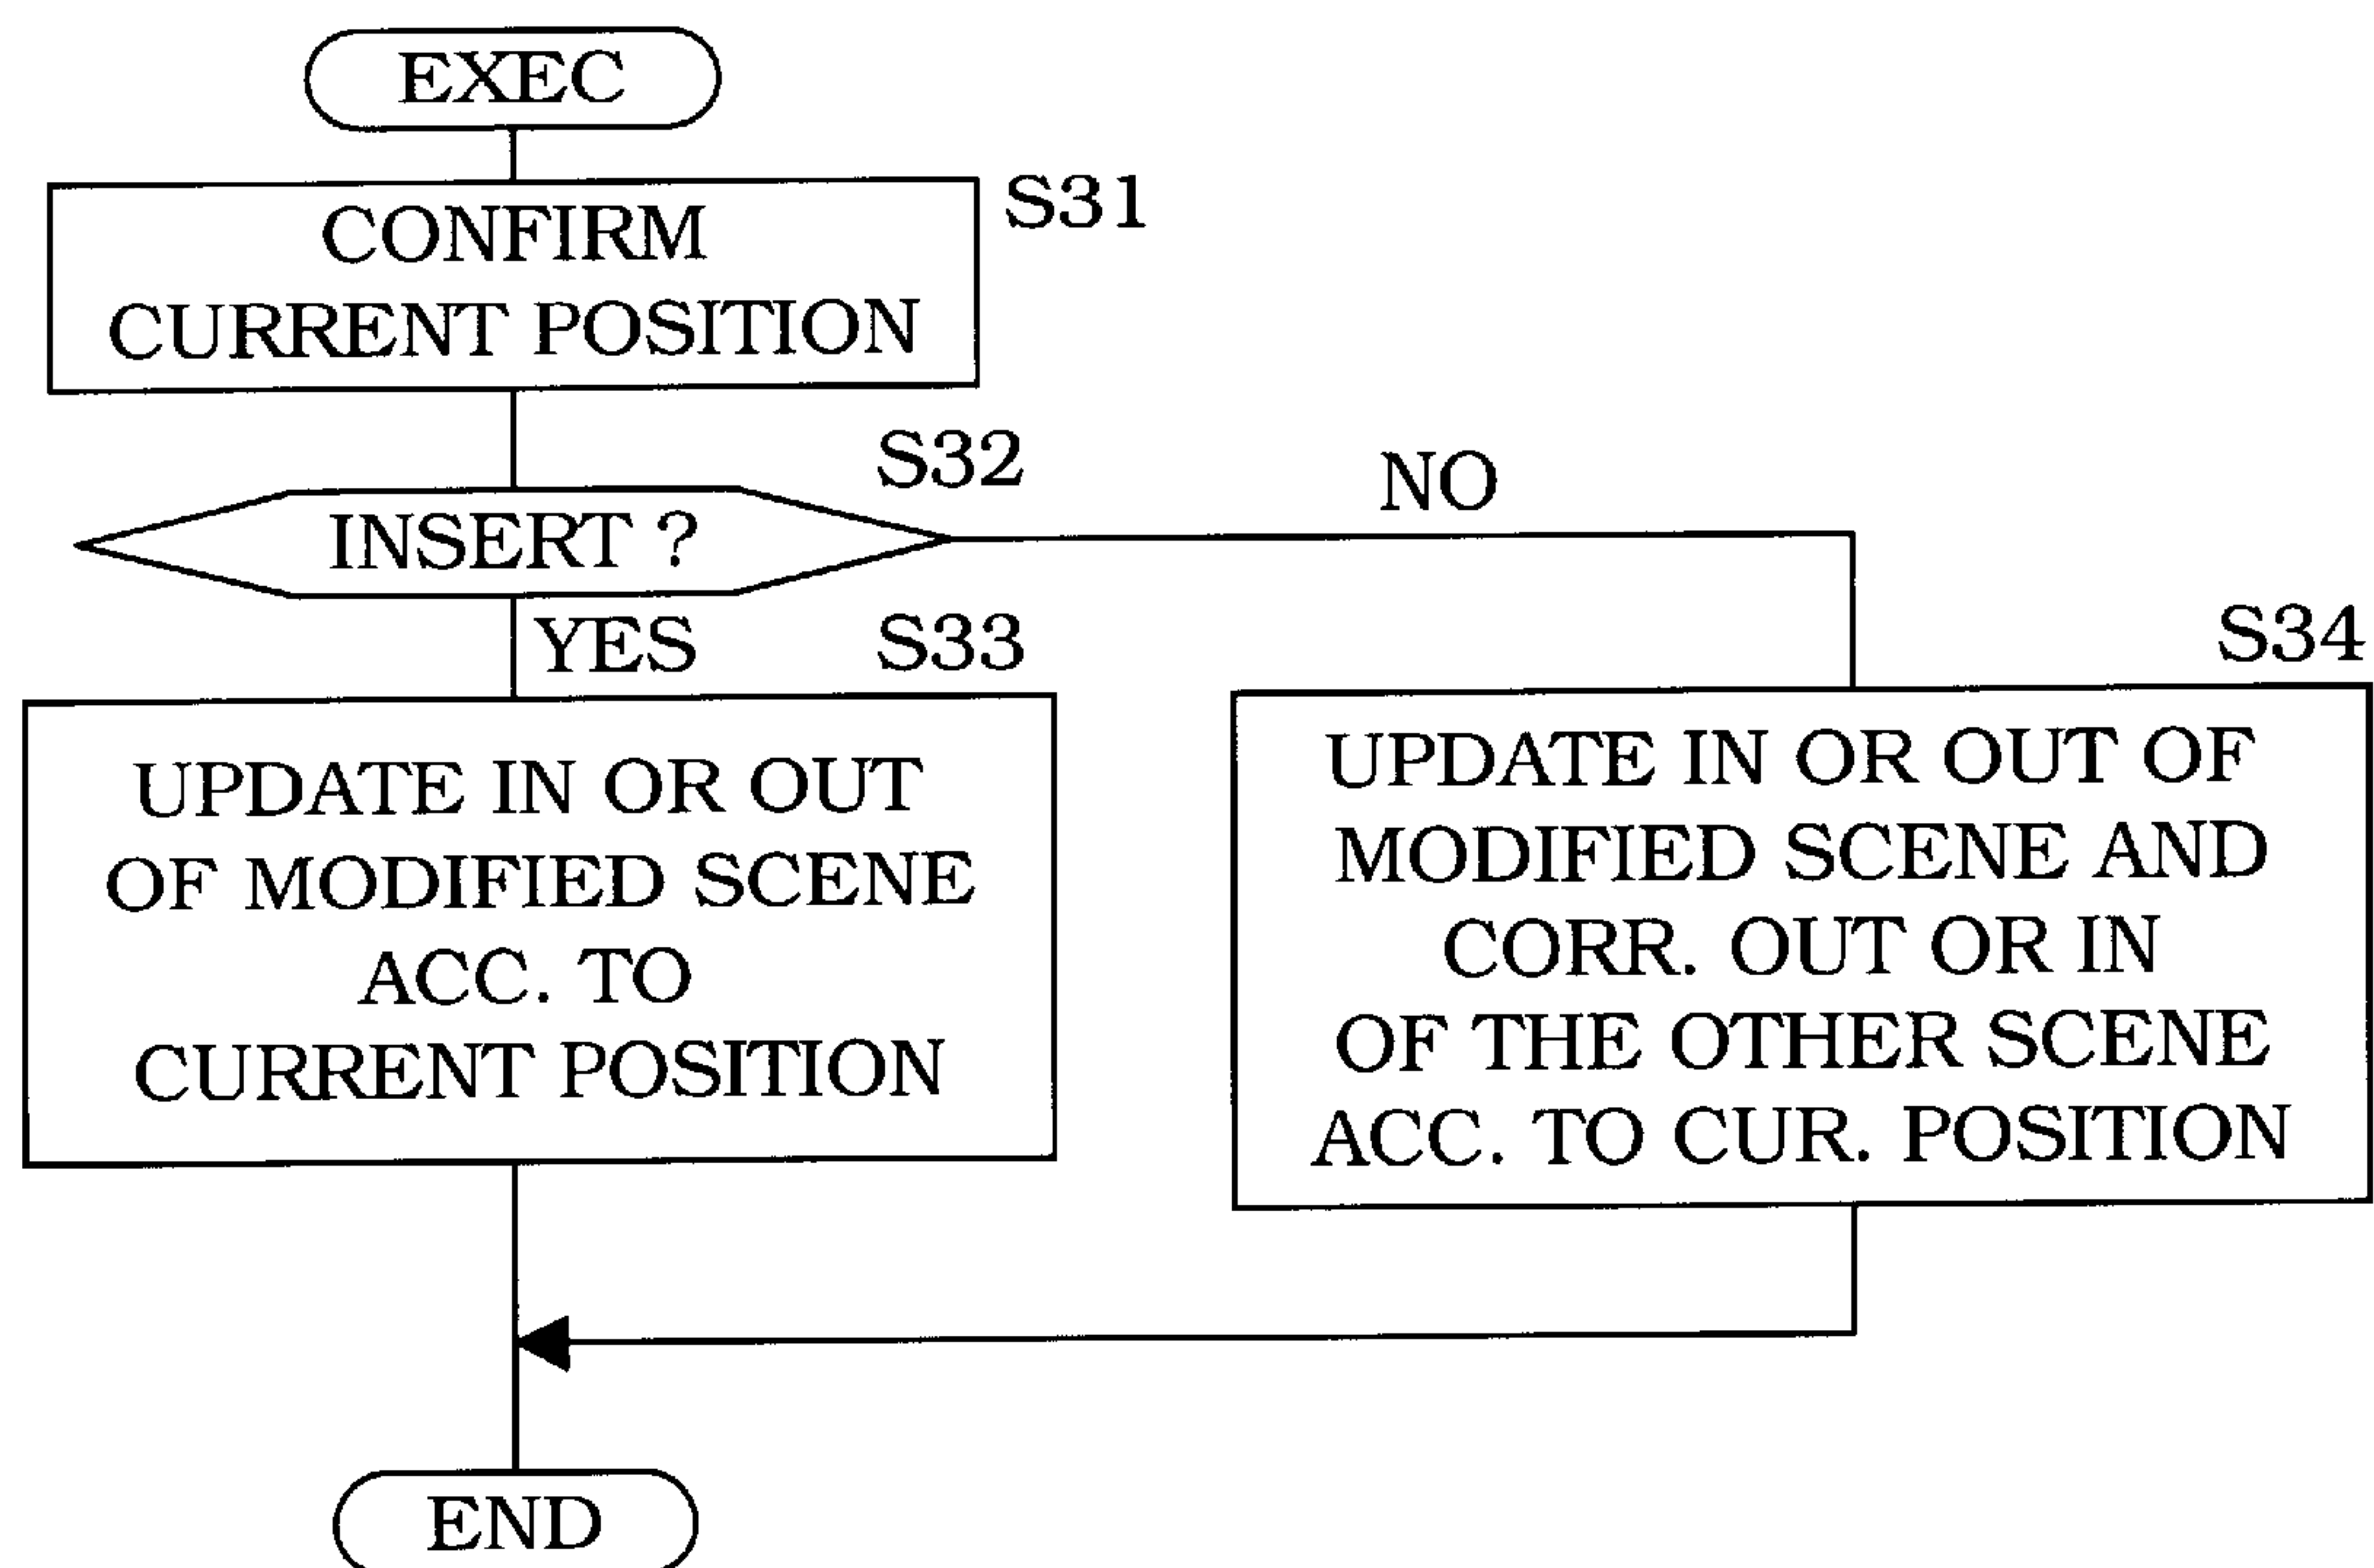 EXEC
S31
CONFIRM
CURRENT POSITION
S32
INSERT ?
NO
YES
S33
UPDATE IN OR OUT
OF MODIFIED SCENE
ACC. TO
CURRENT POSITION
S34
UPDATE IN OR OUT OF
MODIFIED SCENE AND
CORR. OUT OR IN
OF THE OTHER SCENE
ACC. TO CUR. POSITION
END